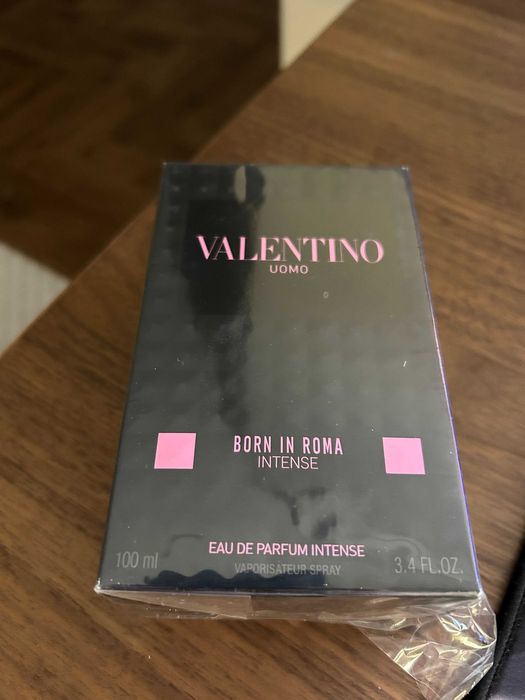 VALENTINO
UOMO
BORN IN ROMA
INTENSE
EAU DE PARFUM INTENSE
100 ml VAPORISATEUR SPRAY 3.4 FL.OZ.